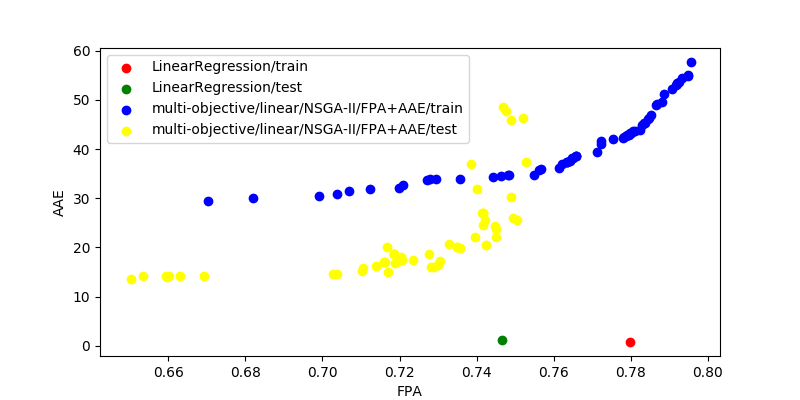 LinearRegression/train
LinearRegression/test
multi-objective/linear/NSGA-II/FPA+AAE/train
multi-objective/linear/NSGA-II/FPA+AAE/test
60
50
40
30
20
10
0
AAE
0.66 0.68 0.70 0.72 0.74 0.76 0.78 0.80
FPA